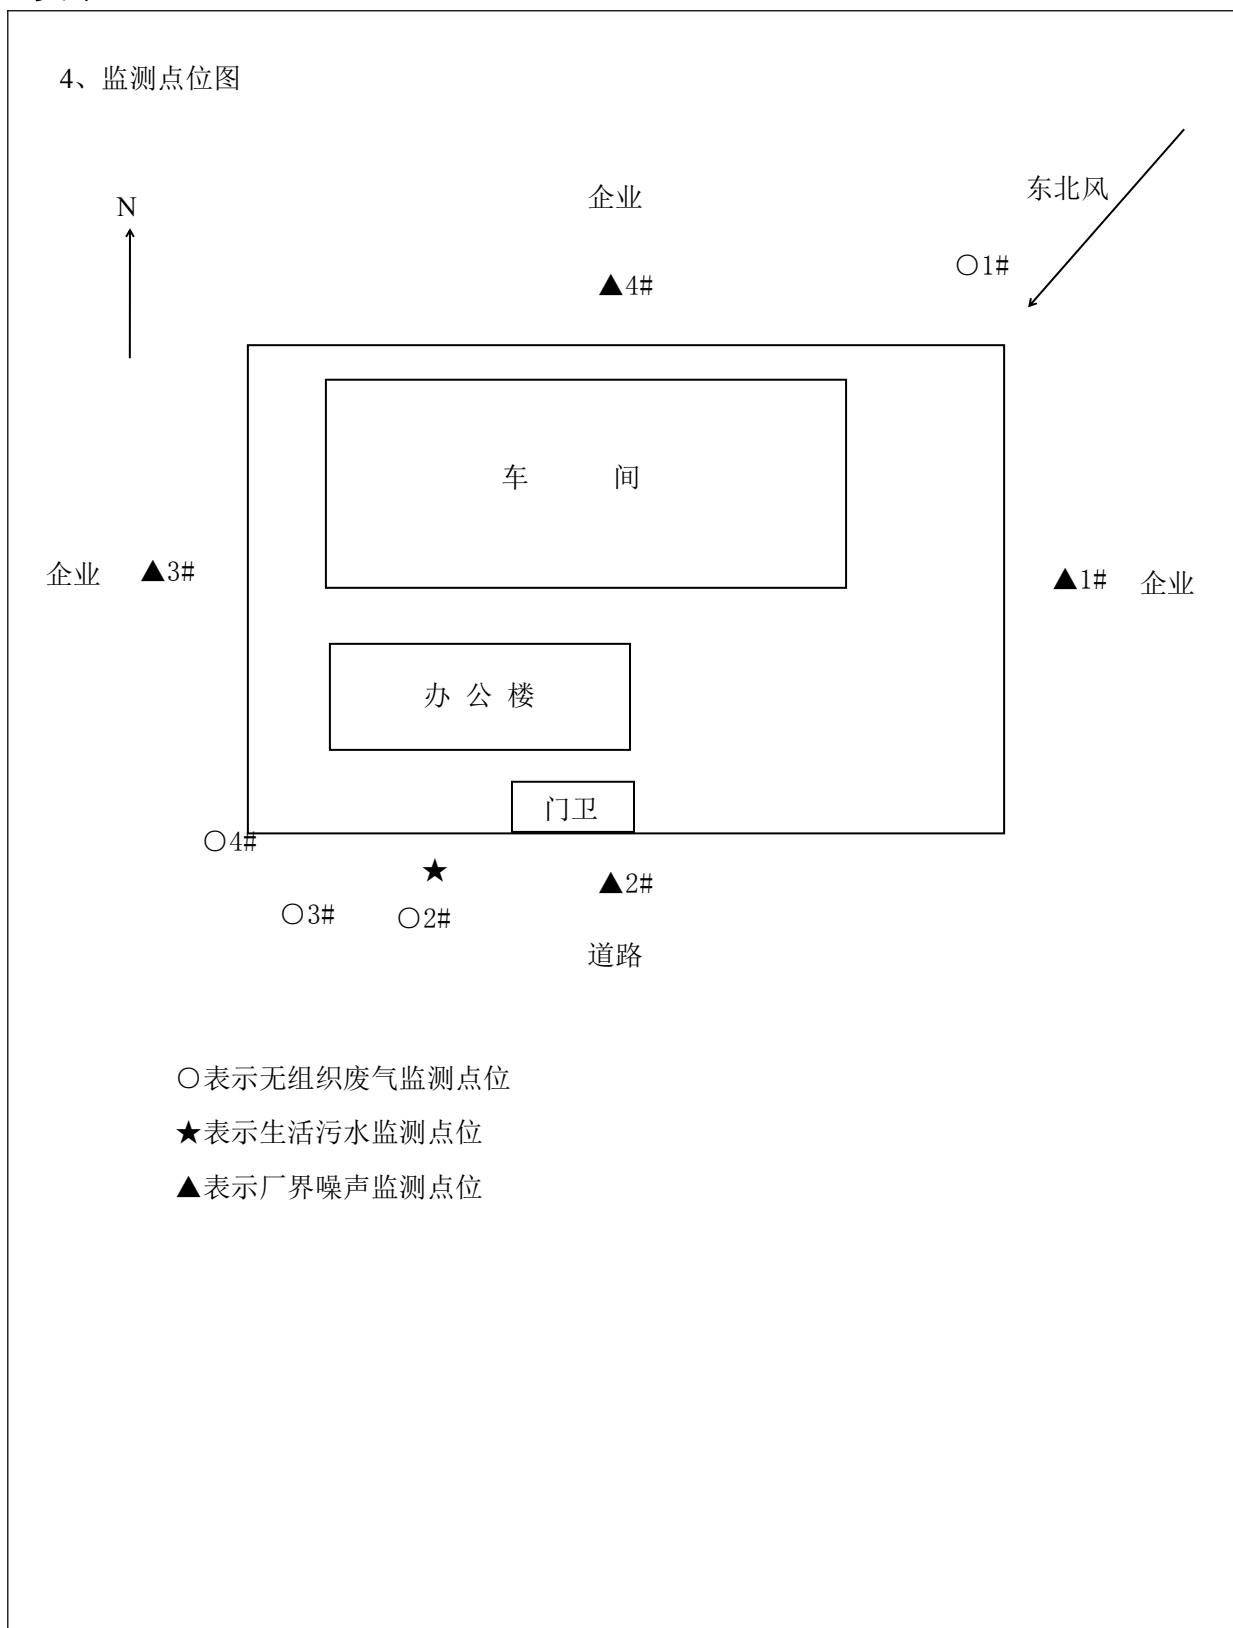 4、监测点位图
东北风
企业
N
○1#
▲4#
车 间
企业 ▲3#
▲1# 企业
办 公 楼
门卫
○4#
★
▲2#
○3# ○2#
道路
○表示无组织废气监测点位
★表示生活污水监测点位
▲表示厂界噪声监测点位